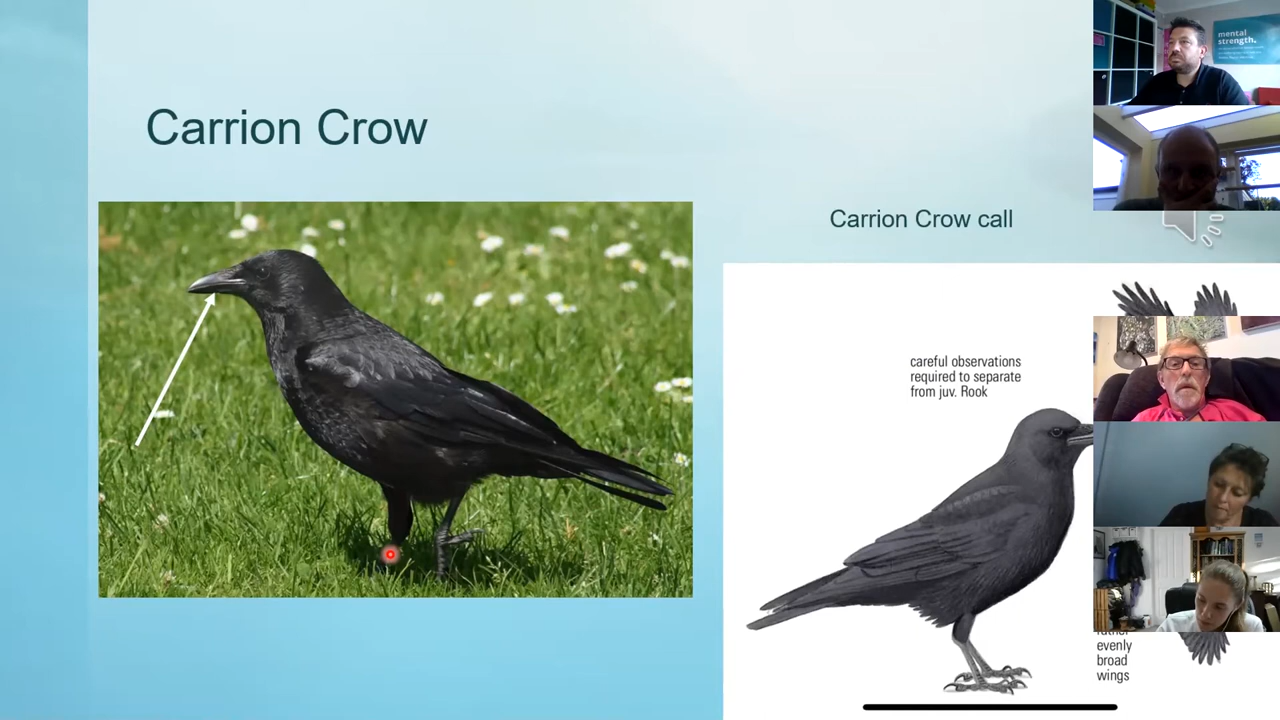 Carrion Crow
mental
strength.
Carrion Crow call
careful observations
required to separate
from juv. Rook
evenly
broad
wings